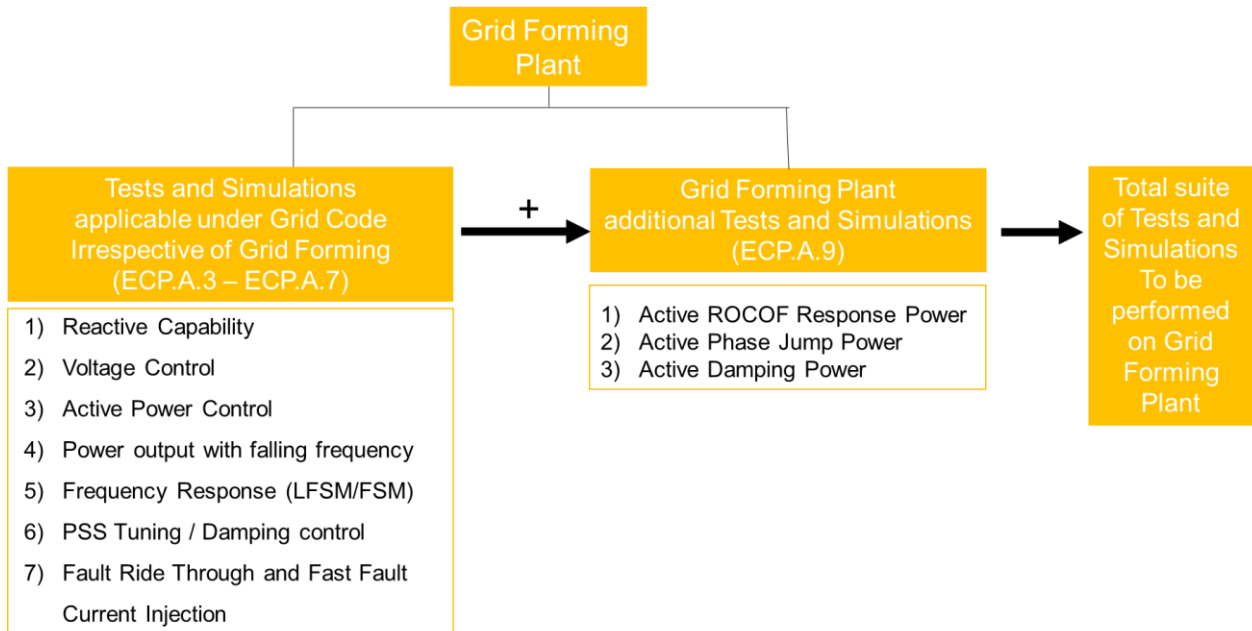 Grid Forming
Plant
Tests and Simulations
applicable under Grid Code
Irrespective of Grid Forming
(ECP.A.3 – ECP.A.7)
1) Reactive Capability
2) Voltage Control
3) Active Power Control
4) Power output with falling frequency
5) Frequency Response (LFSM/FSM)
6) PSS Tuning / Damping control
7) Fault Ride Through and Fast Fault
Current Injection
+
Grid Forming Plant
additional Tests and Simulations
(ECP.A.9)
1) Active ROCOF Response Power
2) Active Phase Jump Power
3) Active Damping Power
Total suite
of Tests and
Simulations
To be
performed
on Grid
Forming
Plant